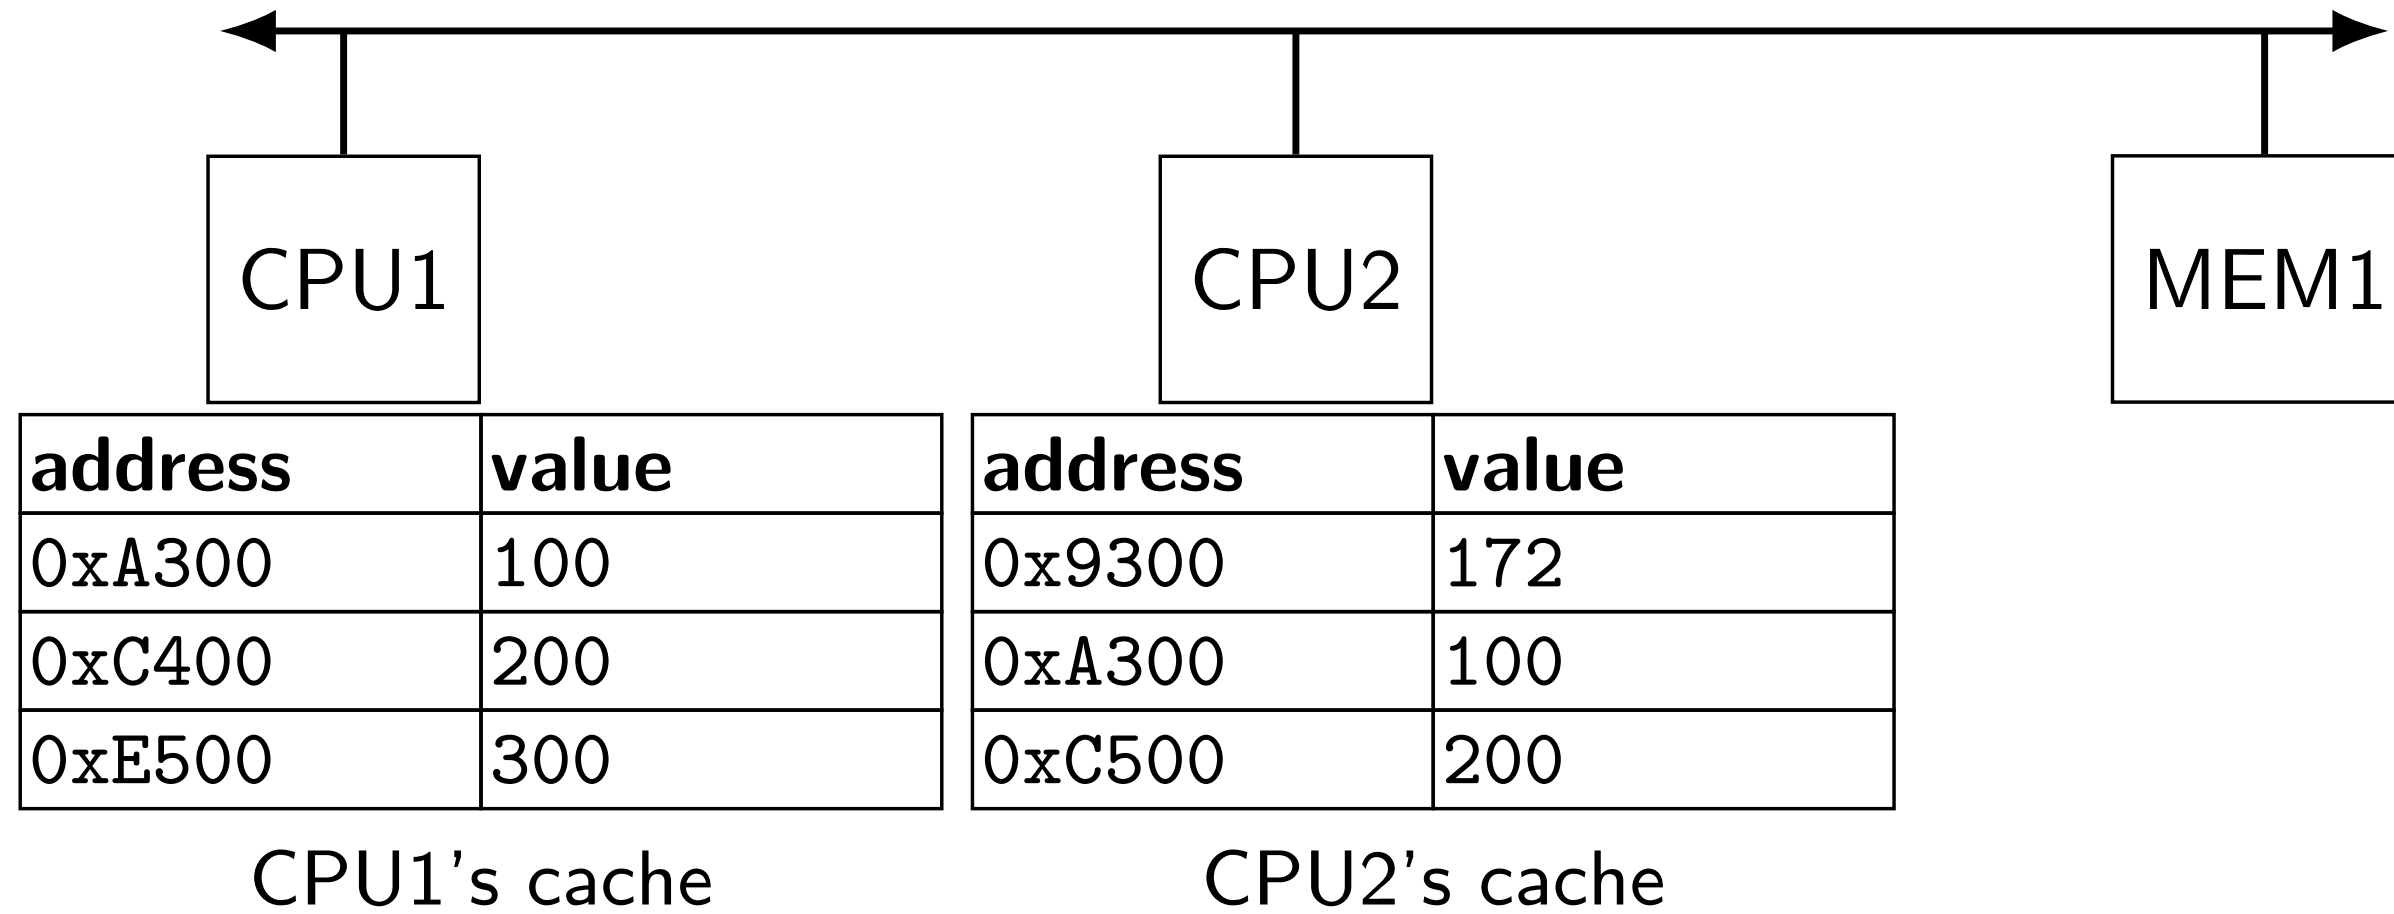 CPU1
CPU2
MEM1
address value
0xA300 100
0xC400 200
0xE500 300
CPU1's cache
address value
0x9300 172
0xA300 100
0xC500 200
CPU2's cache